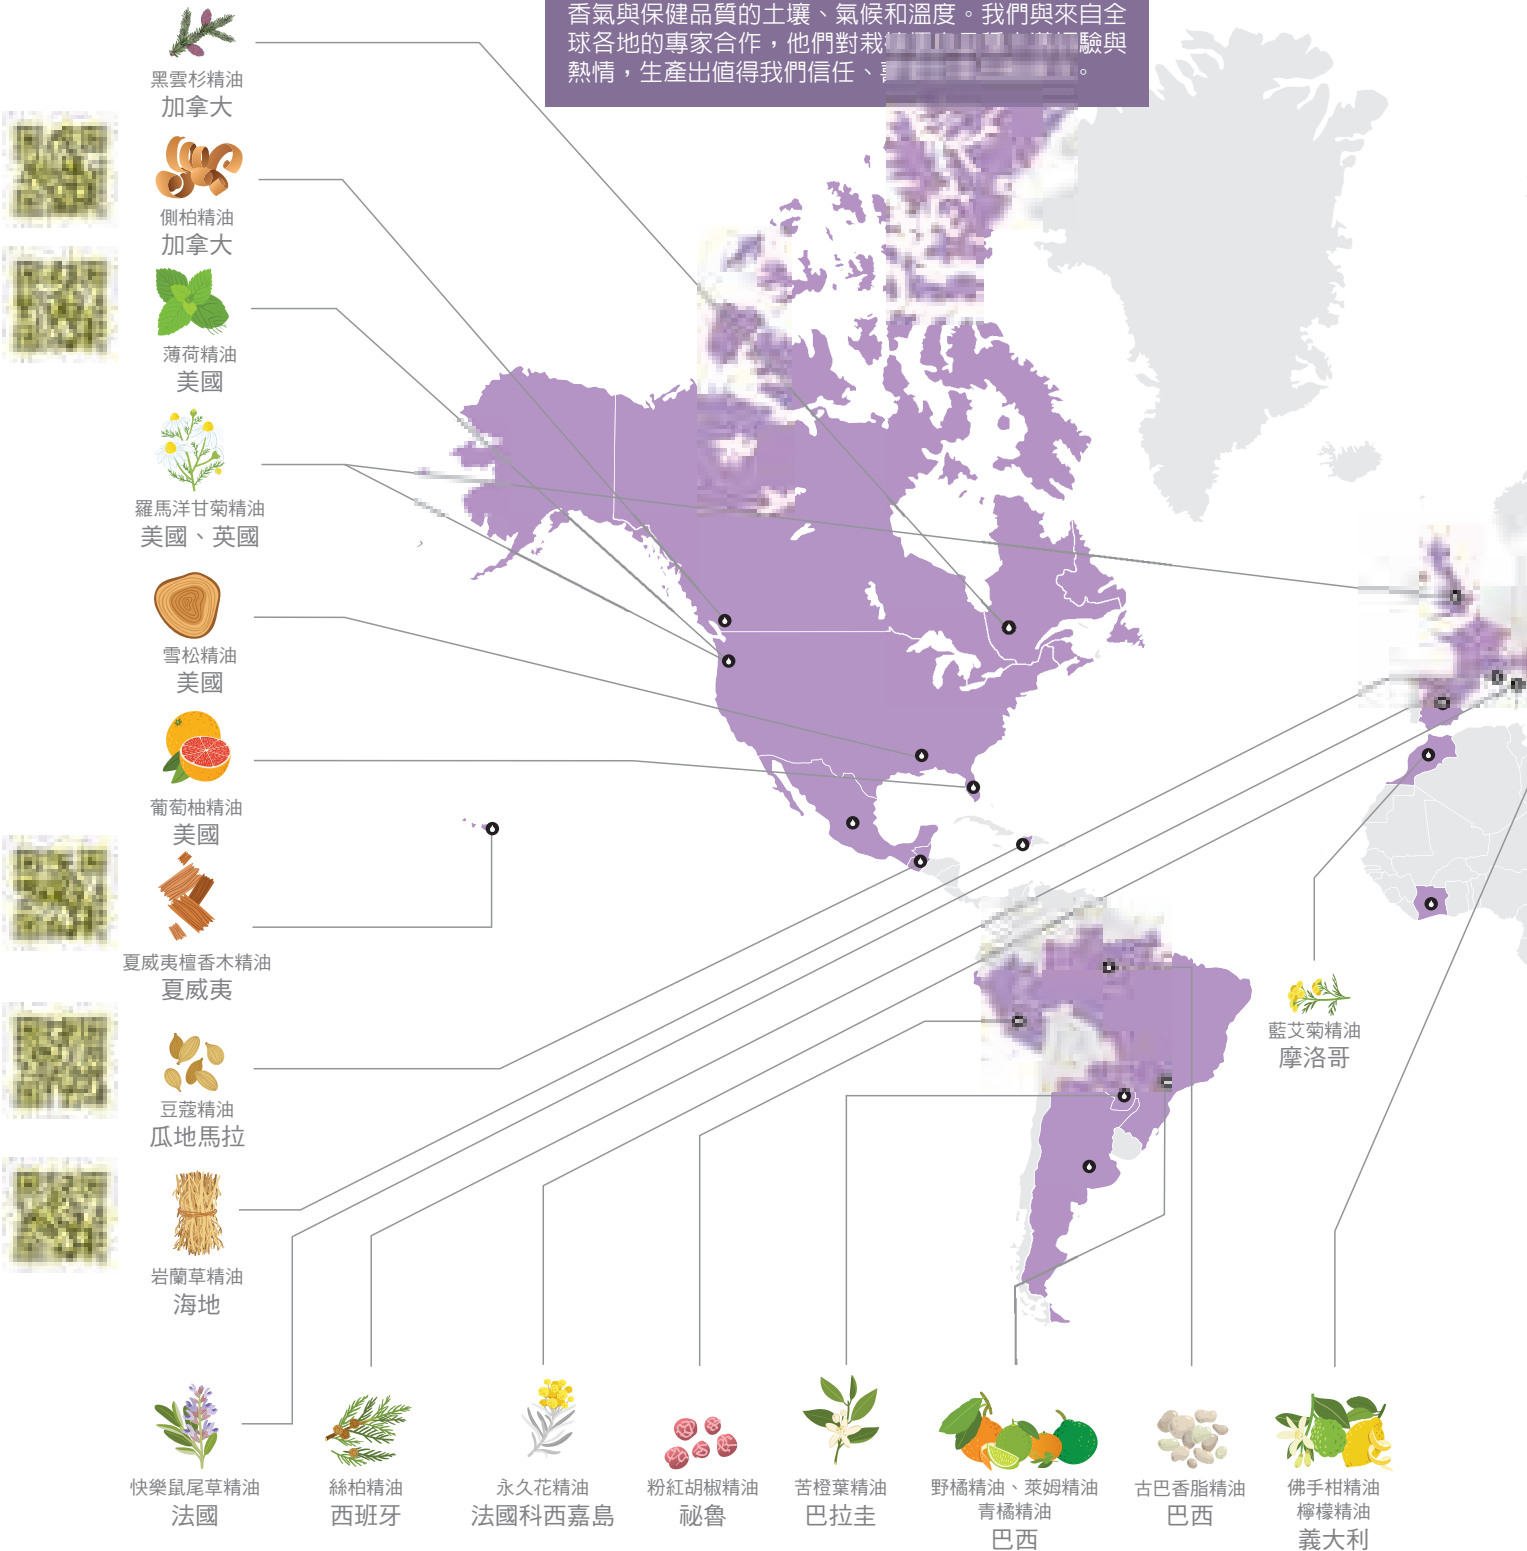 香氣與保健品質的土壤、氣候和溫度。我們與來自全
球各地的專家合作，他們對栽
驗與
熱情，生產出值得我們信任、
。
黑雲杉精油
加拿大
側柏精油
加拿大
薄荷精油
美國
羅馬洋甘菊精油
美國、英國
雪松精油
美國
葡萄柚精油
美國
夏威夷檀香木精油
夏威夷
豆蔻精油
瓜地馬拉
岩蘭草精油
海地
藍艾菊精油
摩洛哥
快樂鼠尾草精油
法國
絲柏精油
西班牙
永久花精油
法國科西嘉島
粉紅胡椒精油
祕魯
苦橙葉精油
巴拉圭
野橘精油、萊姆精油
青橘精油
巴西
古巴香脂精油
巴西
佛手柑精油
檸檬精油
義大利